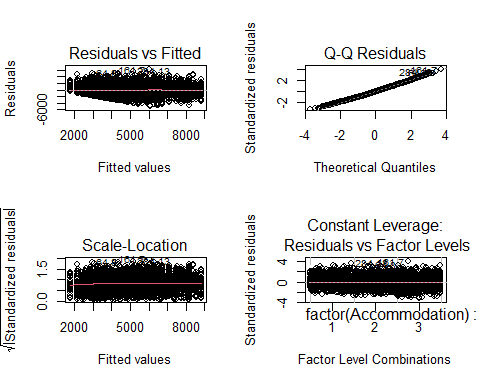 Residuals vs Fitted
Residuals
-6000
2000
5000
8000
Fitted values
Q-Q Residuals
Standardized residuals
-2
2
4
-4
-2
0
2
4
Theoretical Quantiles
Scale-Location
√|Standardized residuals|
0.0
1.5
2000
5000
8000
Fitted values
Constant Leverage:
Residuals vs Factor Levels
Standardized residuals
-4
0
4
factor(Accommodation) :
1
2
3
Factor Level Combinations